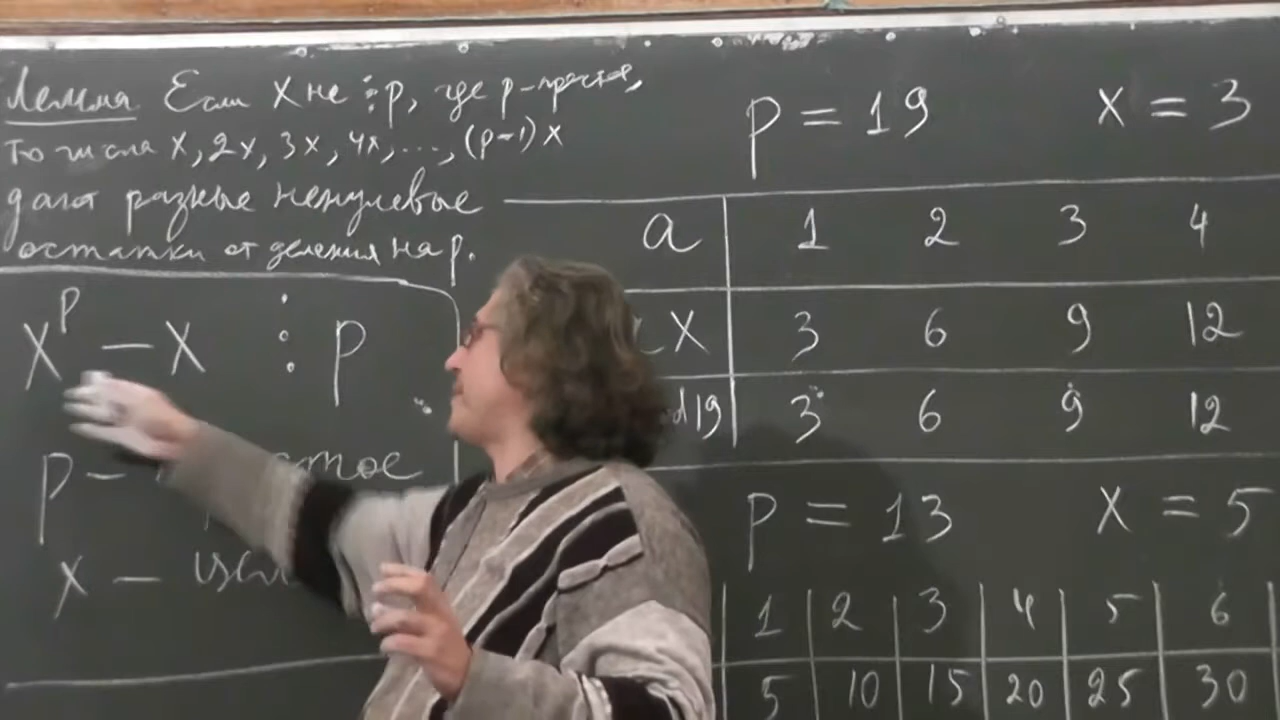 Лемма Если X не ⋮ p, где p-простое,
то числа X, 2x, 3x, 4x, ..., (p-1)X
дают разные ненулевые
остатки от деления на p.
X^p − X ⋮ p
p −
x − цел
p = 19 X = 3
a 1 2 3 4
X 3 6 9 12
d19 3 6 9 12
p = 13 X = 5
1 2 3 4 5 6
5 10 15 20 25 30